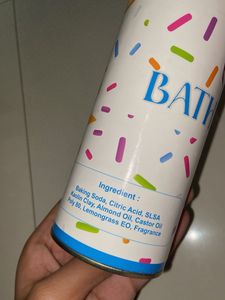 BATH
Ingredient :
Baking Soda, Citric Acid, SLSA
Kaolin Clay, Almond Oil, Castor Oil
Poly 80, Lemongrass EO, Fragrance